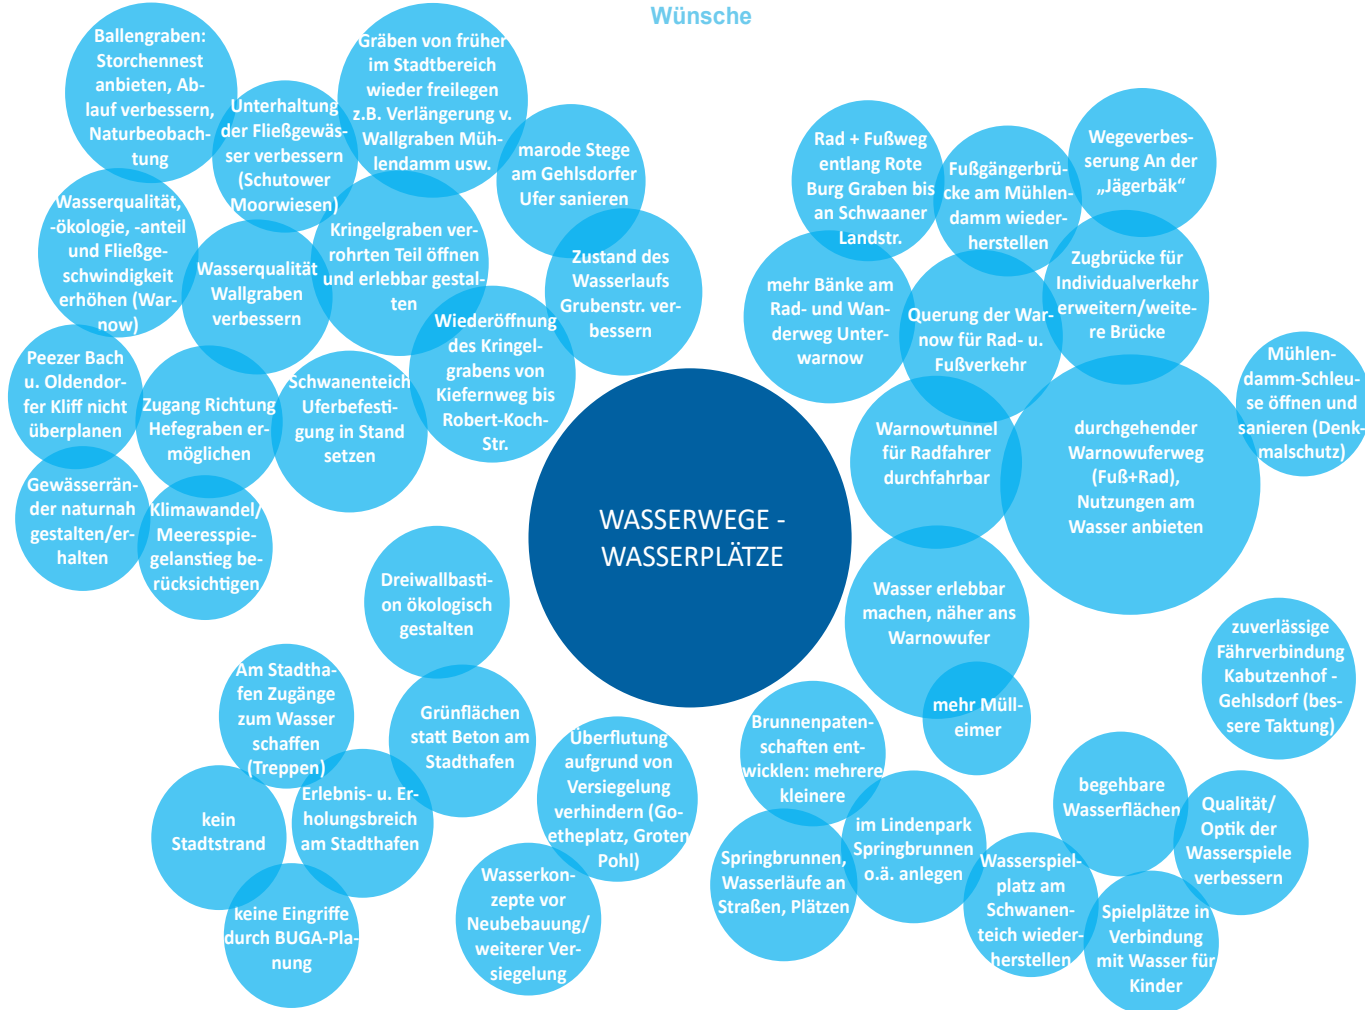 Wünsche
Ballengraben:
Storchennest
anbieten, Ab-
lauf verbessern,
Naturbeobach-
tung
Unterhaltung
der Fließgewäs-
ser verbessern
(Schutower
Moorwiesen)
Gräben von früher
im Stadtbereich
wieder freilegen
z.B. Verlängerung v.
Wallgraben Müh-
lendamm usw.
marode Stege
am Gehlsdorfer
Ufer sanieren
Wasserqualität,
-ökologie, -anteil
und Fließge-
schwindigkeit
erhöhen (War-
now)
Wasserqualität
Wallgraben
verbessern
Kringelgraben ver-
rohrten Teil öffnen
und erlebbar gestal-
ten
Zustand des
Wasserlaufs
Grubenstr. ver-
bessern
Wiederöffnung
des Kringel-
grabens von
Kiefernweg bis
Robert-Koch-
Str.
Peezer Bach
u. Oldendor-
fer Kliff nicht
überplanen
Zugang Richtung
Hefegraben er-
möglichen
Schwanenteich
Uferbefesti-
gung in Stand
setzen
Gewässerrän-
der naturnah
gestalten/er-
halten
Klimawandel/
Meeresspie-
gelanstieg be-
rücksichtigen
Rad + Fußweg
entlang Rote
Burg Graben bis
an Schwaaner
Landstr.
Fußgängerbrü-
cke am Mühlen-
damm wieder-
herstellen
Wegeverbes-
serung An der
„Jägerbäk“
mehr Bänke am
Rad- und Wan-
derweg Unter-
warnow
Querung der War-
now für Rad- u.
Fußverkehr
Zugbrücke für
Individualverkehr
erweitern/weite-
re Brücke
Mühlen-
damm-Schleu-
se öffnen und
sanieren (Denk-
malschutz)
Warnowtunnel
für Radfahrer
durchfahrbar
durchgehender
Warnowuferweg
(Fuß+Rad),
Nutzungen am
Wasser anbieten
WASSERWEGE -
WASSERPLÄTZE
Wasser erlebbar
machen, näher ans
Warnowufer
mehr Müll-
eimer
zuverlässige
Fährverbindung
Kabutzenhof -
Gehlsdorf (bes-
sere Taktung)
Dreiwallbasti-
on ökologisch
gestalten
Am Stadtha-
fen Zugänge
zum Wasser
schaffen
(Treppen)
Grünflächen
statt Beton am
Stadthafen
kein
Stadtstrand
Erlebnis- u. Er-
holungsbreich
am Stadthafen
keine Eingriffe
durch BUGA-Pla-
nung
Überflutung
aufgrund von
Versiegelung
verhindern (Go-
etheplatz, Groten
Pohl)
Wasserkon-
zepte vor
Neubebauung/
weiterer Ver-
siegelung
Brunnenpaten-
schaften ent-
wicklen: mehrere
kleinere
Springbrunnen,
Wasserläufe an
Straßen, Plätzen
im Lindenpark
Springbrunnen
o.ä. anlegen
Wasserspiel-
platz am
Schwanen-
teich wieder-
herstellen
begehbare
Wasserflächen
Qualität/
Optik der
Wasserspiele
verbessern
Spielplätze in
Verbindung
mit Wasser für
Kinder